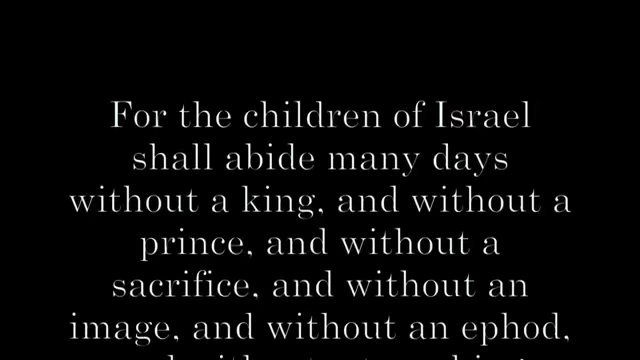 For the children of Israel
shall abide many days
without a king, and without a
prince, and without a
sacrifice, and without an
image, and without an ephod,